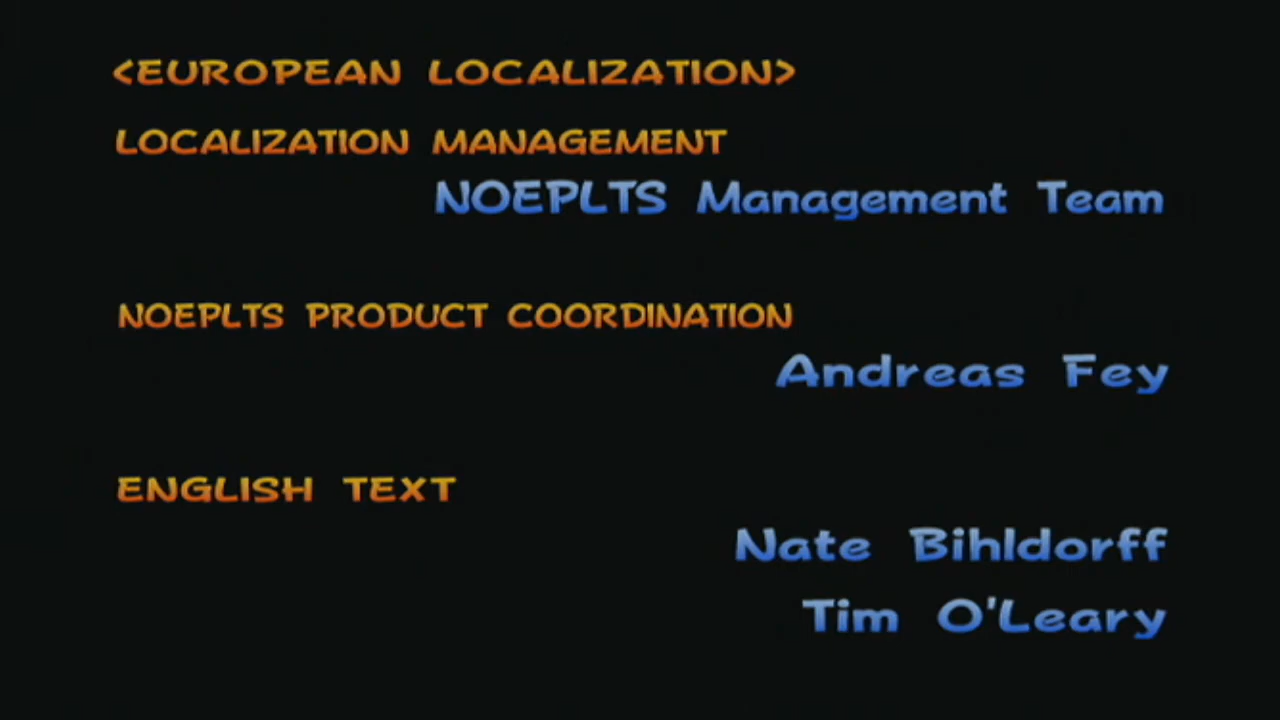 <EUROPEAN LOCALIZATION>
LOCALIZATION MANAGEMENT
NOEPLTS Management Team
NOEPLTS PRODUCT COORDINATION
Andreas Fey
ENGLISH TEXT
Nate Bihldorff
Tim O'Leary